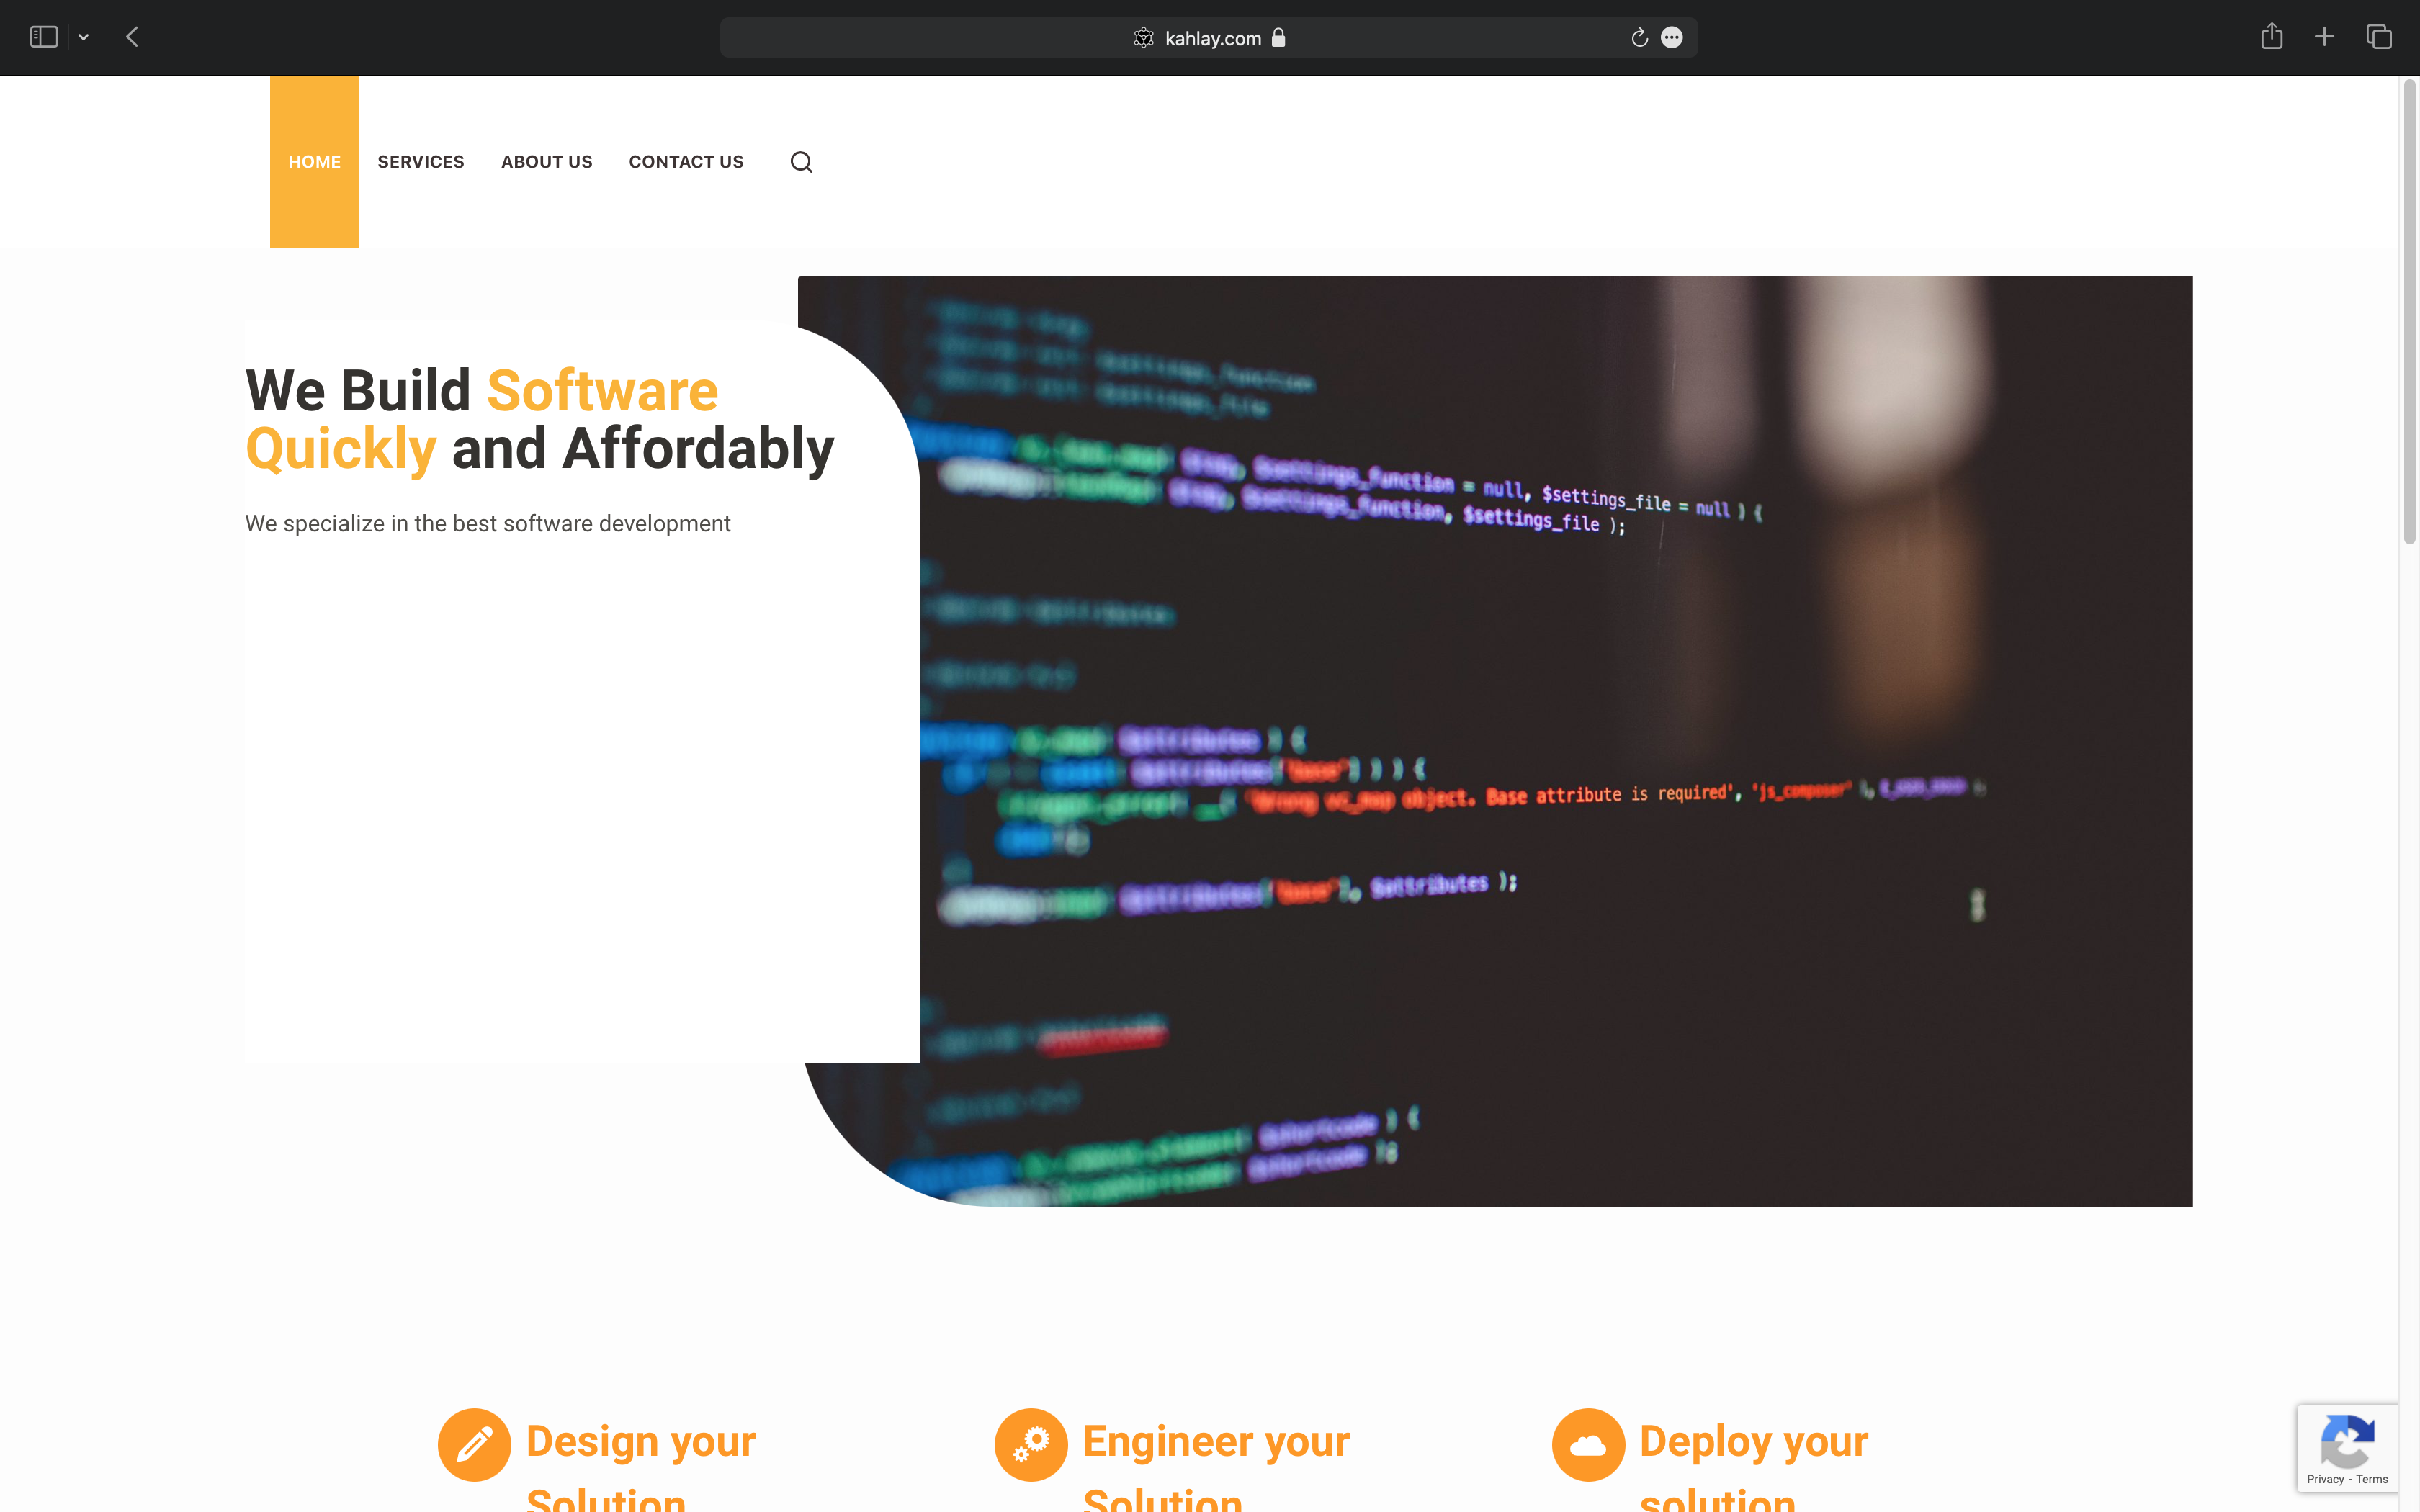 kahlay.com
HOME SERVICES ABOUT US CONTACT US
We Build Software
Quickly and Affordably
We specialize in the best software development
= null, $settings_file = null ) {
$settings_function, $settings_file );
object. Base attribute is required', 'js_composer'
$attributes );
Design your
Solution
Engineer your
Solution
Deploy your
solution
Privacy - Terms